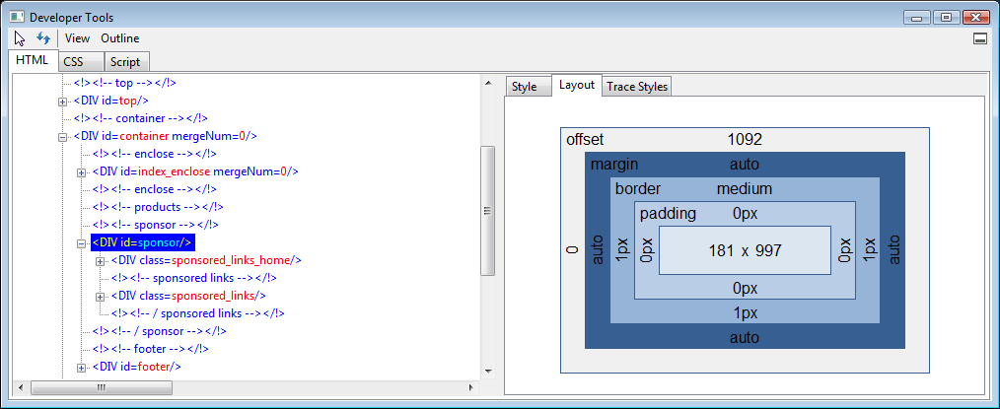 Developer Tools
View Outline
HTML CSS Script
<!><!-- top --></!>
<DIV id=top/>
<!><!-- container --></!>
<DIV id=container mergeNum=0/>
<!><!-- enclose --></!>
<DIV id=index_enclose mergeNum=0/>
<!><!-- enclose --></!>
<!><!-- products --></!>
<!><!-- sponsor --></!>
<DIV id=sponsor/>
<DIV class=sponsored_links_home/>
<!><!-- sponsored links --></!>
<DIV class=sponsored_links/>
<!><!-- / sponsored links --></!>
<!><!-- / sponsor --></!>
<!><!-- footer --></!>
<DIV id=footer/>
Style Layout Trace Styles
offset 1092
margin auto
border medium
padding 0px
0 auto 1px 0px 181 x 997 0px 1px auto
0px
1px
auto